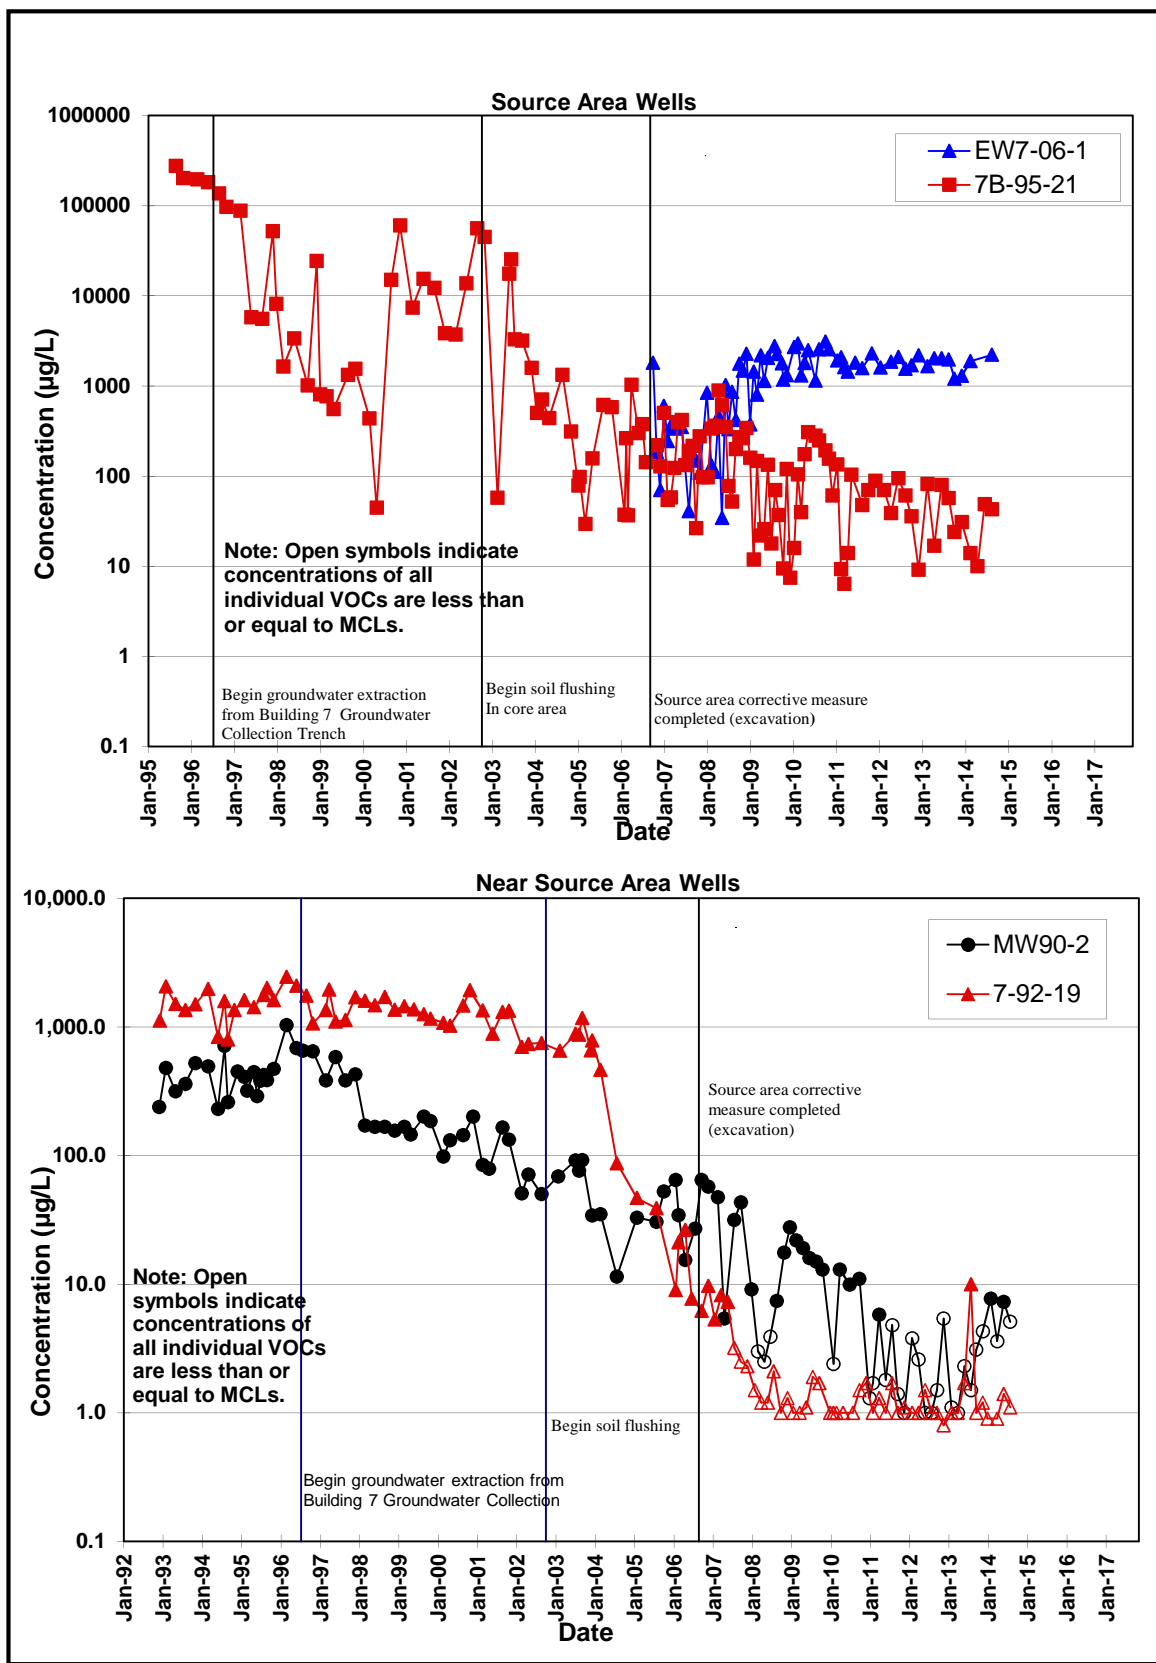 Source Area Wells
1000000
100000
10000
1000
100
10
1
0.1
Concentration (µg/L)
EW7-06-1
7B-95-21
Note: Open symbols indicate
concentrations of all
individual VOCs are less than
or equal to MCLs.
Begin groundwater extraction
from Building 7 Groundwater
Collection Trench
Begin soil flushing
In core area
Source area corrective measure
completed (excavation)
Jan-95
Jan-96
Jan-97
Jan-98
Jan-99
Jan-00
Jan-01
Jan-02
Jan-03
Jan-04
Jan-05
Jan-06
Jan-07
Jan-08
Jan-09
Jan-10
Jan-11
Jan-12
Jan-13
Jan-14
Jan-15
Jan-16
Jan-17
Date
Near Source Area Wells
10,000.0
1,000.0
100.0
10.0
1.0
0.1
Concentration (µg/L)
MW90-2
7-92-19
Source area corrective
measure completed
(excavation)
Note: Open
symbols indicate
concentrations of
all individual VOCs
are less than or
equal to MCLs.
Begin soil flushing
Begin groundwater extraction from
Building 7 Groundwater Collection
Jan-92
Jan-93
Jan-94
Jan-95
Jan-96
Jan-97
Jan-98
Jan-99
Jan-00
Jan-01
Jan-02
Jan-03
Jan-04
Jan-05
Jan-06
Jan-07
Jan-08
Jan-09
Jan-10
Jan-11
Jan-12
Jan-13
Jan-14
Jan-15
Jan-16
Jan-17
Date